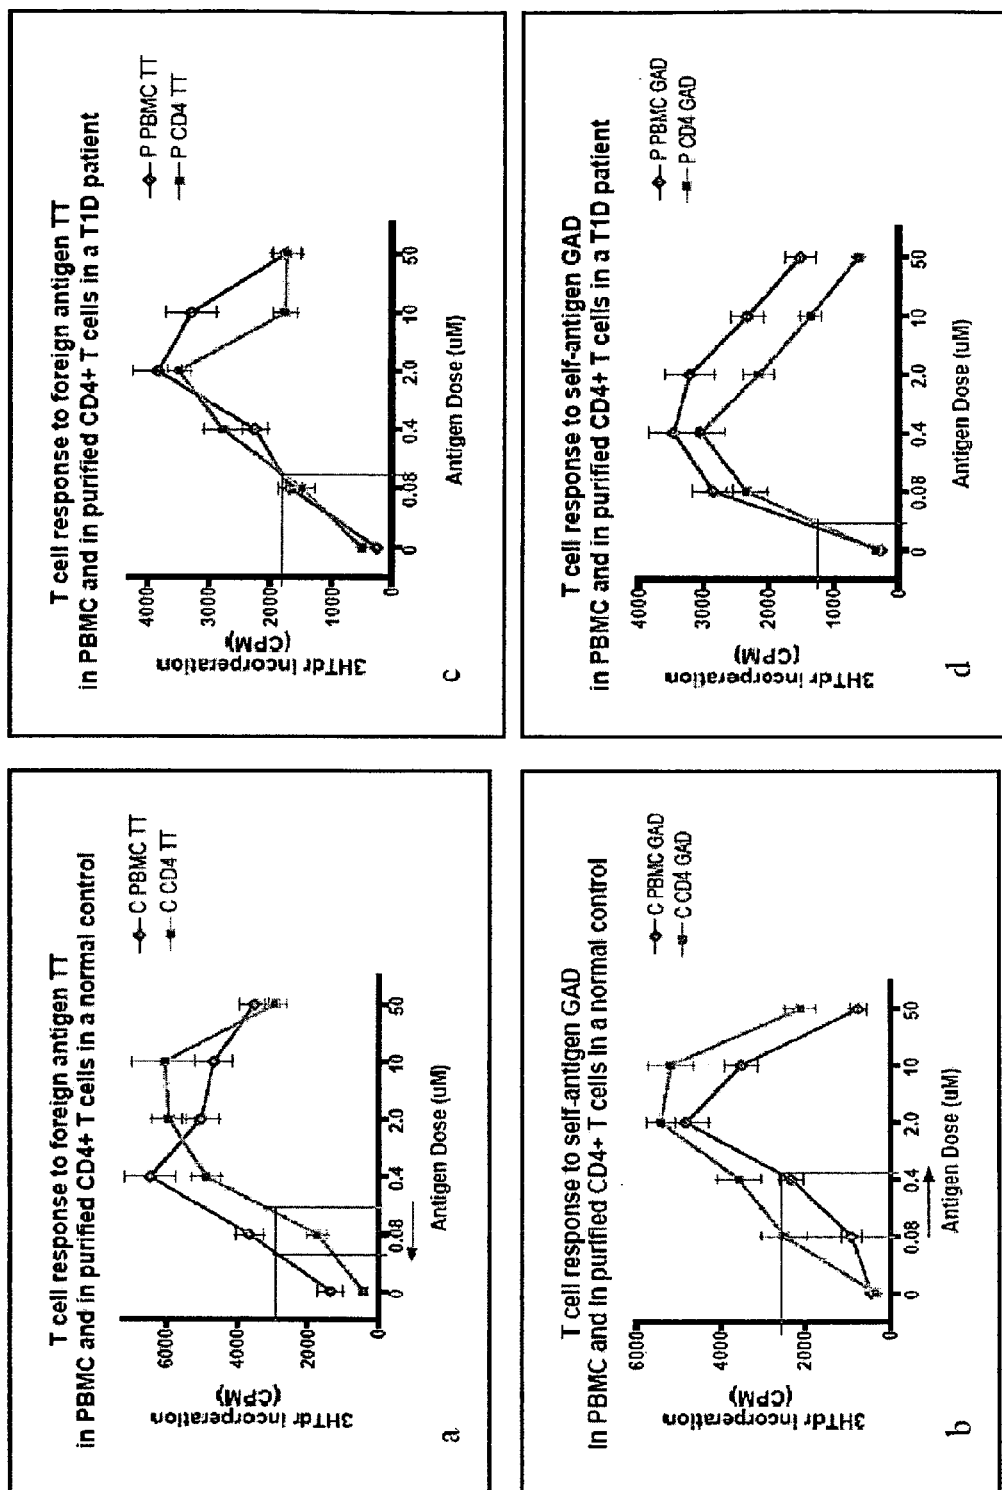 T cell response to foreign antigen TT
in PBMC and in purified CD4+ T cells in a normal control
C PBMC TT
C CD4 TT
3HTdr incorperation
(CPM)
6000
4000
2000
0
0
0.08
0.4
2.0
10
50
Antigen Dose (uM)
a
T cell response to self-antigen GAD
In PBMC and In purified CD4+ T cells In a normal control
C PBMC GAD
C CD4 GAD
3HTdr incorperation
(CPM)
6000
4000
2000
0
0
0.08
0.4
2.0
10
50
Antigen Dose (uM)
b
T cell response to foreign antigen TT
in PBMC and in purified CD4+ T cells in a T1D patient
P PBMC TT
P CD4 TT
3HTdr incorperation
(CPM)
4000
3000
2000
1000
0
0
0.08
0.4
2.0
10
50
Antigen Dose (uM)
c
T cell response to self-antigen GAD
in PBMC and in purified CD4+ T cells in a T1D patient
P PBMC GAD
P CD4 GAD
3HTdr incorperation
(CPM)
4000
3000
2000
1000
0
0
0.08
0.4
2.0
10
50
Antigen Dose (uM)
d